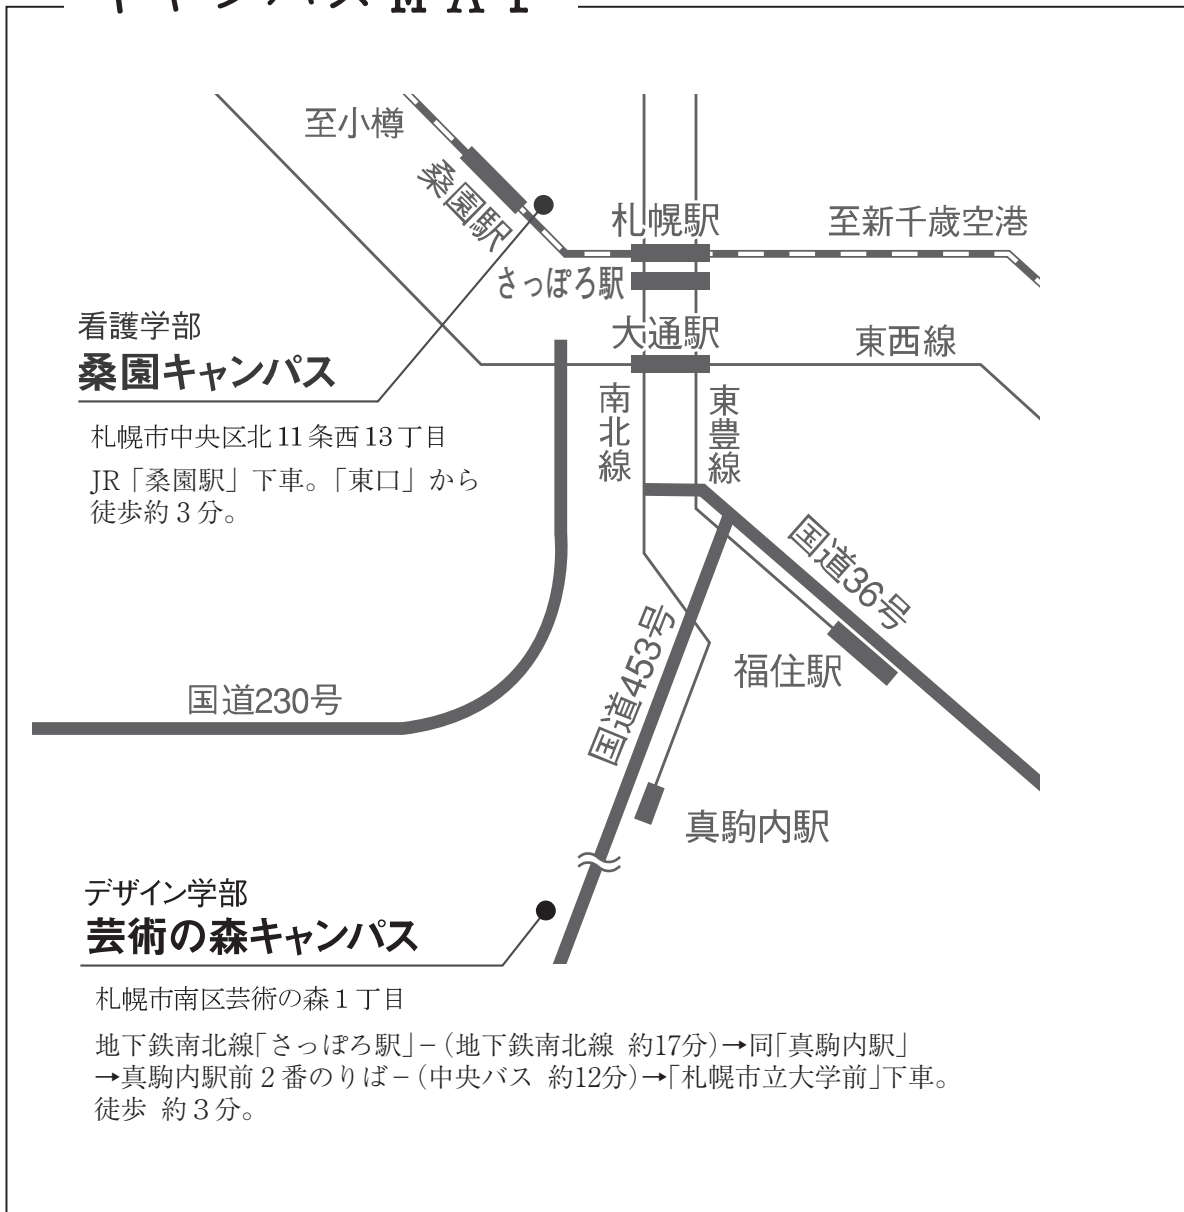 キャンパスMAP
至小樽
桑園駅
札幌駅
至新千歳空港
さっぽろ駅
大通駅
東西線
看護学部
桑園キャンパス
南北線
東豊線
札幌市中央区北11条西13丁目
JR「桑園駅」下車。「東口」から
徒歩約3分。
国道36号
国道453号
福住駅
国道230号
真駒内駅
デザイン学部
芸術の森キャンパス
札幌市南区芸術の森1丁目
地下鉄南北線「さっぽろ駅」−(地下鉄南北線 約17分)→同「真駒内駅」
→真駒内駅前2番のりば−(中央バス 約12分)→「札幌市立大学前」下車。
徒歩 約3分。